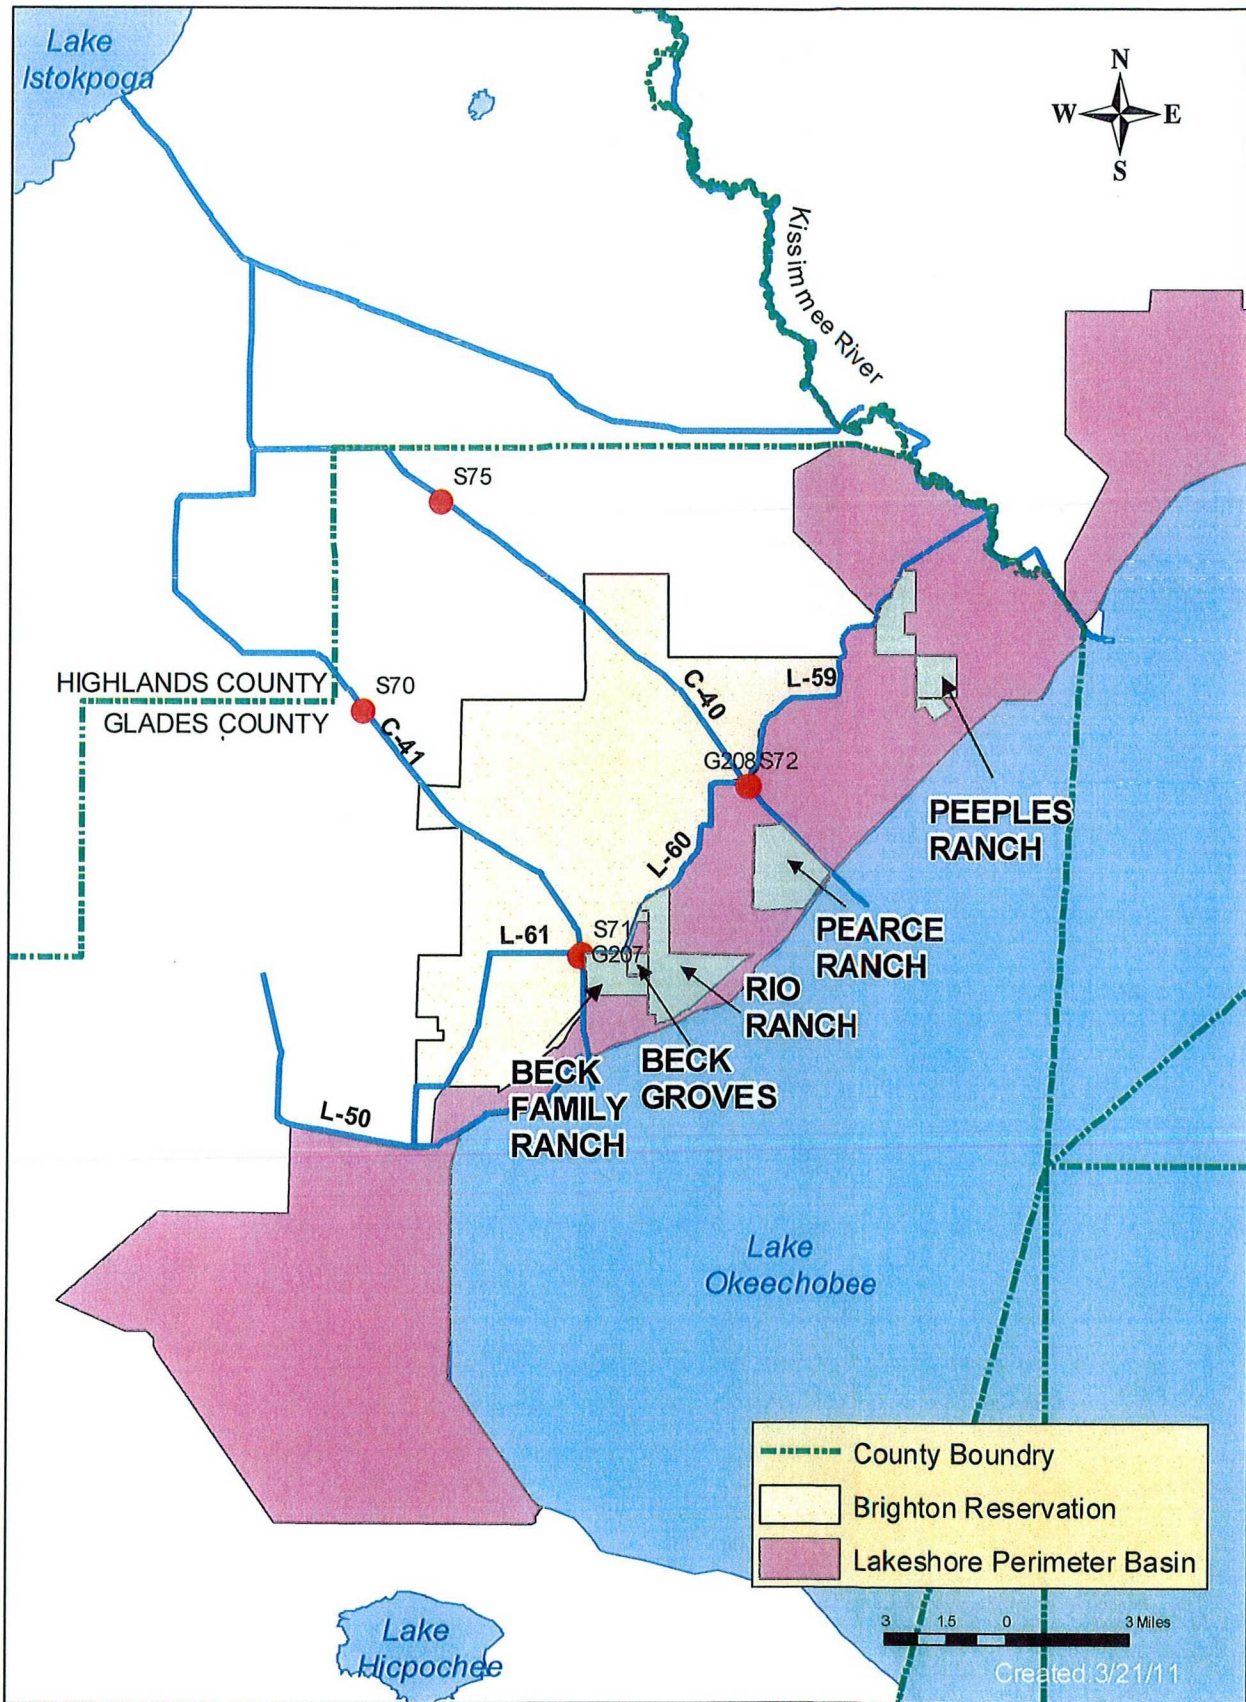 Lake
Istokpoga
N
W E
S
Kissimmee River
S75
HIGHLANDS COUNTY
GLADES COUNTY
S70
C-41
C-40
L-59
G208 S72
PEEPLES
RANCH
L-60
PEARCE
RANCH
S71
L-61
G207
RIO
RANCH
BECK
GROVES
BECK
FAMILY
RANCH
L-50
Lake
Okeechobee
County Boundry
Brighton Reservation
Lakeshore Perimeter Basin
3 1.5 0 3 Miles
Created:3/21/11
Lake
Hicpochee